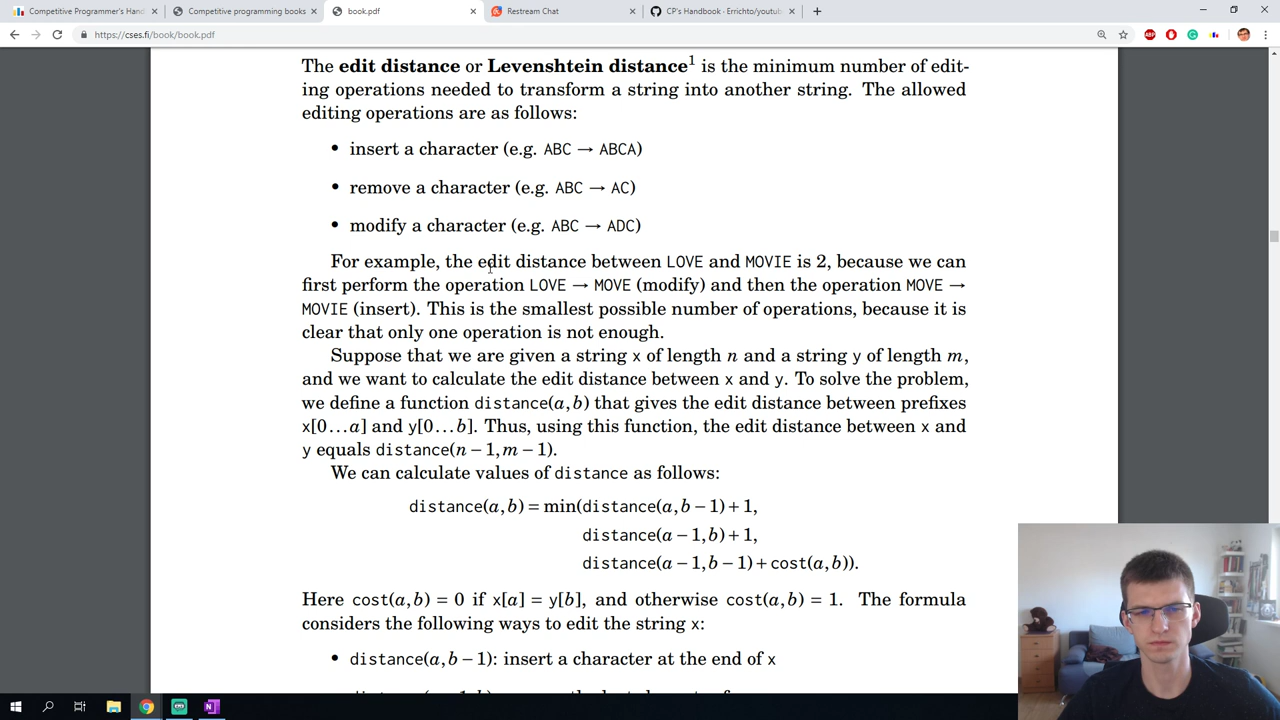 Competitive Programmer's Handb
Competitive programming books
book.pdf
Restream Chat
CP's Handbook · Errichto/youtub
https://cses.fi/book/book.pdf
The edit distance or Levenshtein distance¹ is the minimum number of edit-
ing operations needed to transform a string into another string. The allowed
editing operations are as follows:
• insert a character (e.g. ABC → ABCA)
• remove a character (e.g. ABC → AC)
• modify a character (e.g. ABC → ADC)
For example, the edit distance between LOVE and MOVIE is 2, because we can
first perform the operation LOVE → MOVE (modify) and then the operation MOVE →
MOVIE (insert). This is the smallest possible number of operations, because it is
clear that only one operation is not enough.
Suppose that we are given a string x of length n and a string y of length m,
and we want to calculate the edit distance between x and y. To solve the problem,
we define a function distance(a,b) that gives the edit distance between prefixes
x[0...a] and y[0...b]. Thus, using this function, the edit distance between x and
y equals distance(n − 1,m − 1).
We can calculate values of distance as follows:
distance(a,b) = min(distance(a,b − 1) + 1,
distance(a − 1,b) + 1,
distance(a − 1,b − 1) + cost(a,b)).
Here cost(a,b) = 0 if x[a] = y[b], and otherwise cost(a,b) = 1. The formula
considers the following ways to edit the string x:
• distance(a,b − 1): insert a character at the end of x